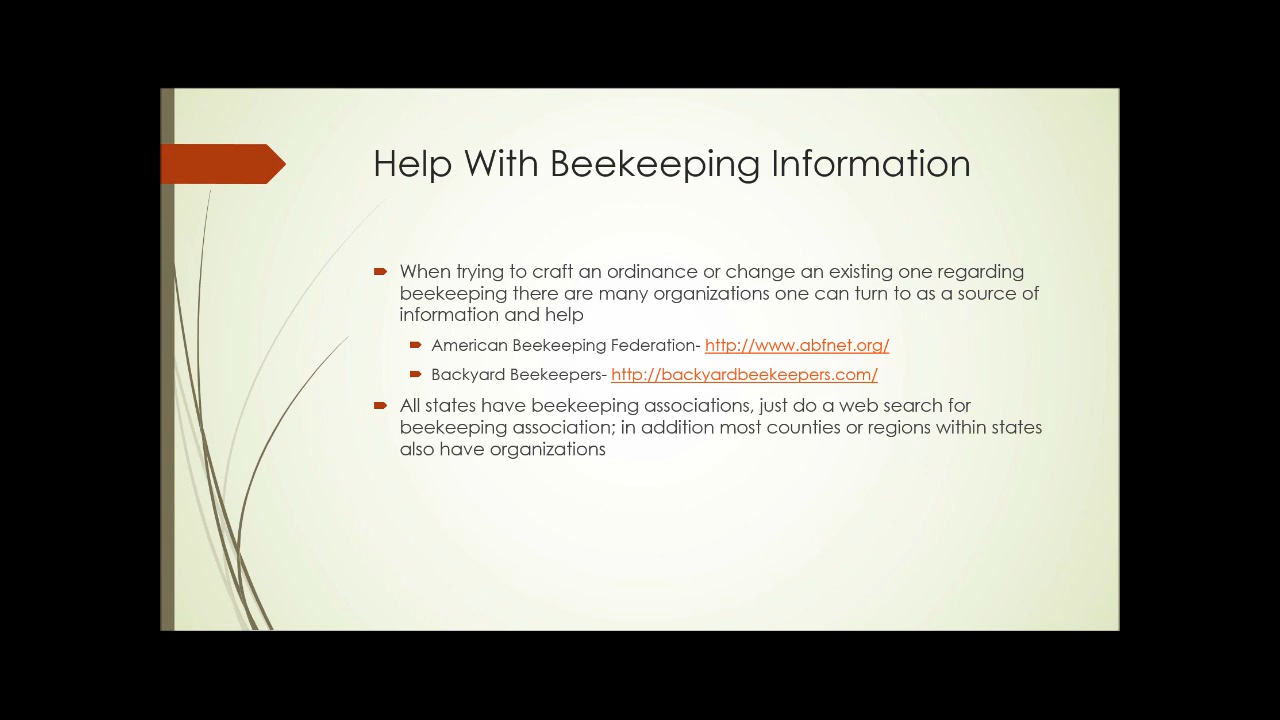 Help With Beekeeping Information
When trying to craft an ordinance or change an existing one regarding
beekeeping there are many organizations one can turn to as a source of
information and help
American Beekeeping Federation- http://www.abfnet.org/
Backyard Beekeepers- http://backyardbeekeepers.com/
All states have beekeeping associations, just do a web search for
beekeeping association; in addition most counties or regions within states
also have organizations